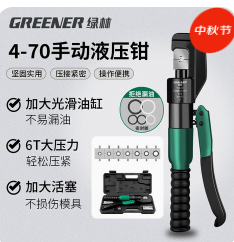 GREENER 绿林
中秋节
4-70手动液压钳
坚固实用 压接紧密 操作便携
加大光滑油缸
不易漏油
拒绝漏油
6T大压力
轻松压紧
加大活塞
不损伤模具